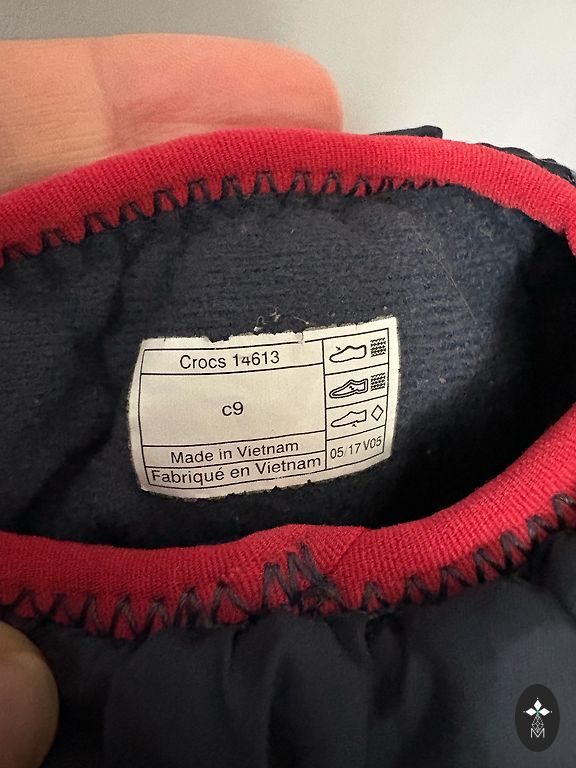 Crocs 14613
c9
Made in Vietnam
Fabriqué en Vietnam
05/17 V05
M